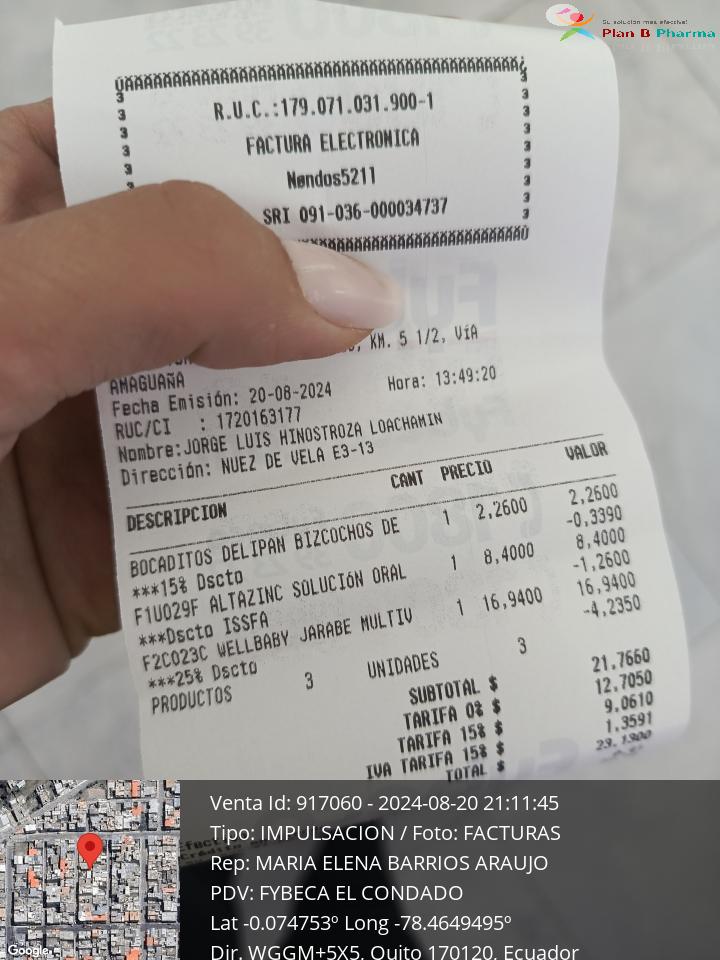 Su solución más efectiva!
Plan B Pharma
R.U.C.:179.071.031.900-1
FACTURA ELECTRONICA
Nøndos5211
SRI 091-036-000034737
KM. 5 1/2, VíA
AMAGUAÑA
Fecha Emisión: 20-08-2024 Hora: 13:49:20
RUC/CI : 1720163177
Nombre:JORGE LUIS HINOSTROZA LOACHAMIN
Dirección: NUEZ DE VELA E3-13
DESCRIPCION CANT PRECIO VALOR
BOCADITOS DELIPAN BIZCOCHOS DE 1 2,2600 2,2600
***15% Dscto -0,3390
F1U029F ALTAZINC SOLUCIóN ORAL 1 8,4000 8,4000
***Dscto ISSFA -1,2600
F2C023C WELLBABY JARABE MULTIV 1 16,9400 16,9400
***25% Dscto -4,2350
PRODUCTOS 3 UNIDADES 3
SUBTOTAL $ 21,7660
TARIFA 0% $ 12,7050
TARIFA 15% $ 9,0610
IVA TARIFA 15% $ 1,3591
TOTAL $ 23,1300
Venta Id: 917060 - 2024-08-20 21:11:45
Tipo: IMPULSACION / Foto: FACTURAS
Rep: MARIA ELENA BARRIOS ARAUJO
PDV: FYBECA EL CONDADO
Lat -0.074753º Long -78.4649495º
Dir. WGGM+5X5, Quito 170120, Ecuador
Google